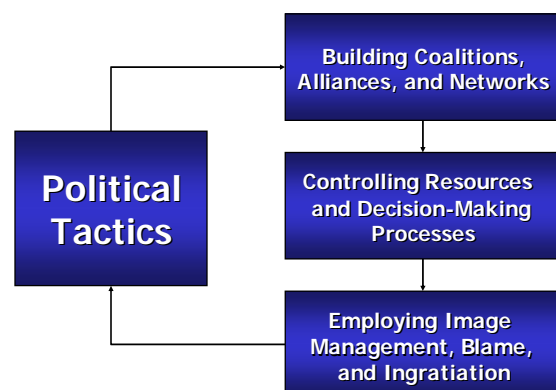 Building Coalitions,
Alliances, and Networks
Political
Tactics
Controlling Resources
and Decision-Making
Processes
Employing Image
Management, Blame,
and Ingratiation